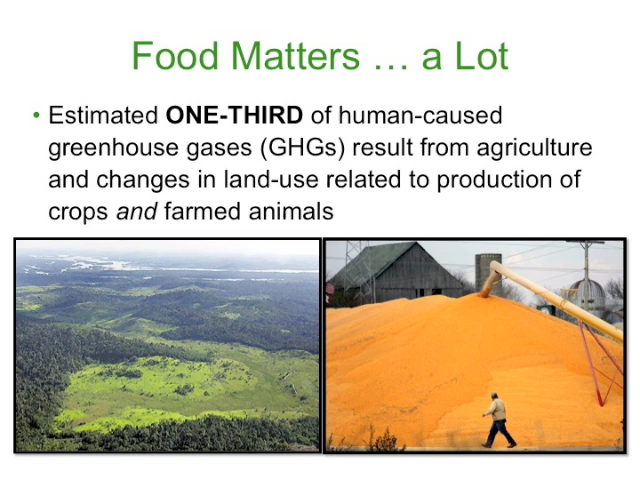 Food Matters … a Lot
• Estimated ONE-THIRD of human-caused
greenhouse gases (GHGs) result from agriculture
and changes in land-use related to production of
crops and farmed animals